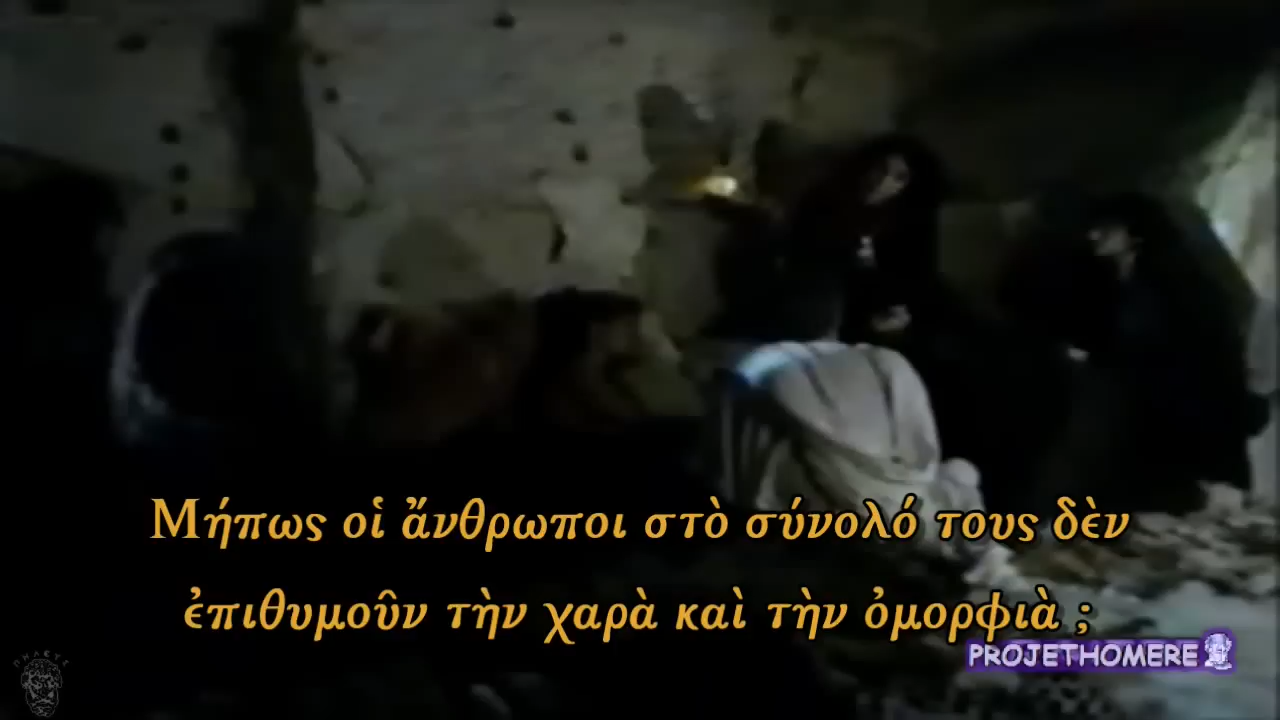 Μήπως οἱ ἄνθρωποι στὸ σύνολό τους δὲν
ἐπιθυμοῦν τὴν χαρὰ καὶ τὴν ὀμορφιὰ ;
PROJETHOMERE